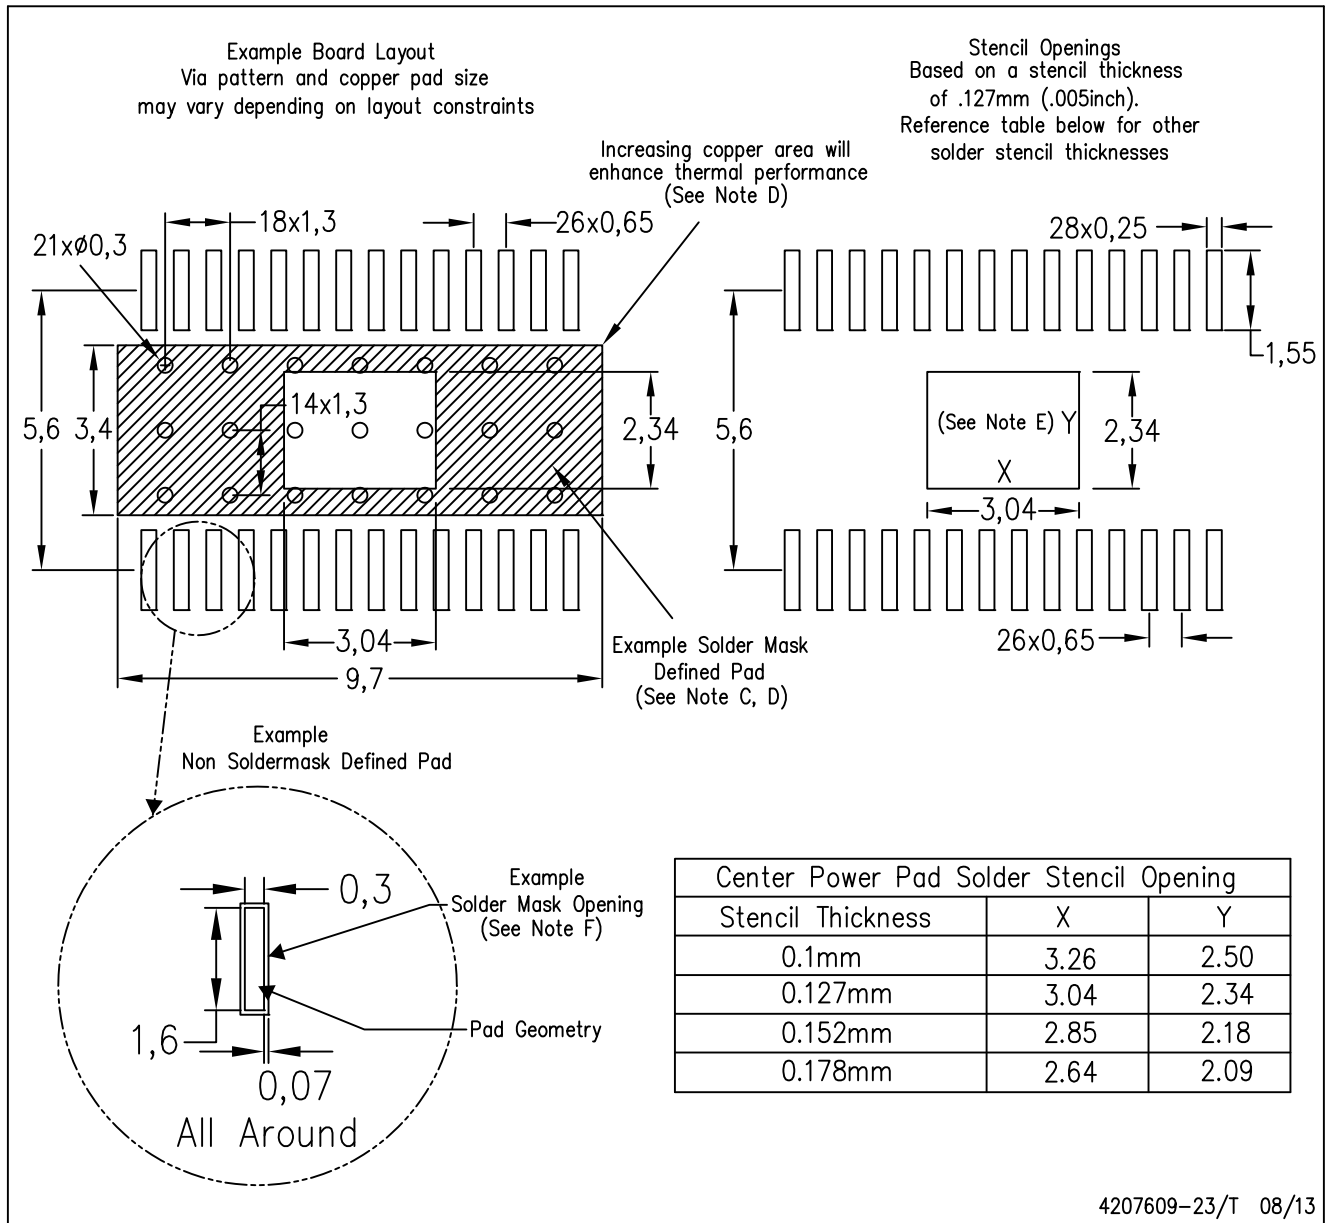 Example Board Layout
Via pattern and copper pad size
may vary depending on layout constraints
Stencil Openings
Based on a stencil thickness
of .127mm (.005inch).
Reference table below for other
solder stencil thicknesses
Increasing copper area will
enhance thermal performance
(See Note D)
18x1,3
26x0,65
21xø0,3
14x1,3
5,6
3,4
2,34
3,04
9,7
Example Solder Mask
Defined Pad
(See Note C, D)
28x0,25
1,55
5,6
(See Note E) Y
X
2,34
3,04
26x0,65
Example
Non Soldermask Defined Pad
0,3
Example
Solder Mask Opening
(See Note F)
Pad Geometry
1,6
0,07
All Around
Center Power Pad Solder Stencil Opening
Stencil Thickness X Y
0.1mm 3.26 2.50
0.127mm 3.04 2.34
0.152mm 2.85 2.18
0.178mm 2.64 2.09
4207609-23/T 08/13